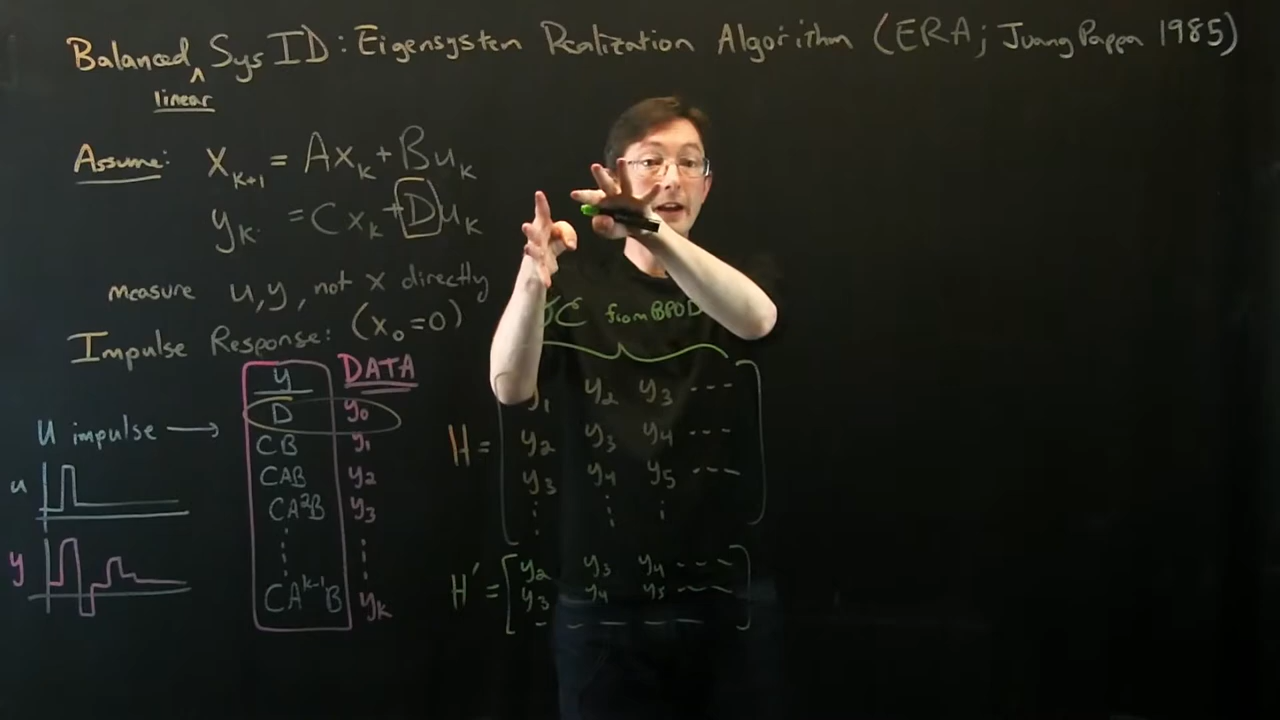 Balanced ^ Sys ID: Eigensystem Realization Algorithm (ERA; Juang Pappa 1985)
linear
Assume: x_{k+1} = Ax_k + Bu_k
y_k = Cx_k + Du_k
measure u,y, not x directly
Impulse Response: (x_0=0)
y DATA
D y_0
U impulse → CB y_1
CAB y_2
CA²B y_3
⋮ ⋮
CA^{k-1}B y_k
u
y
C from BPOD
y_1 y_2 y_3 ---
H = y_2 y_3 y_4 ---
y_3 y_4 y_5 ---
⋮ ⋮ ⋮
H' = [ y_2 y_3 y_4 ---
y_3 y_4 y_5 --- ]